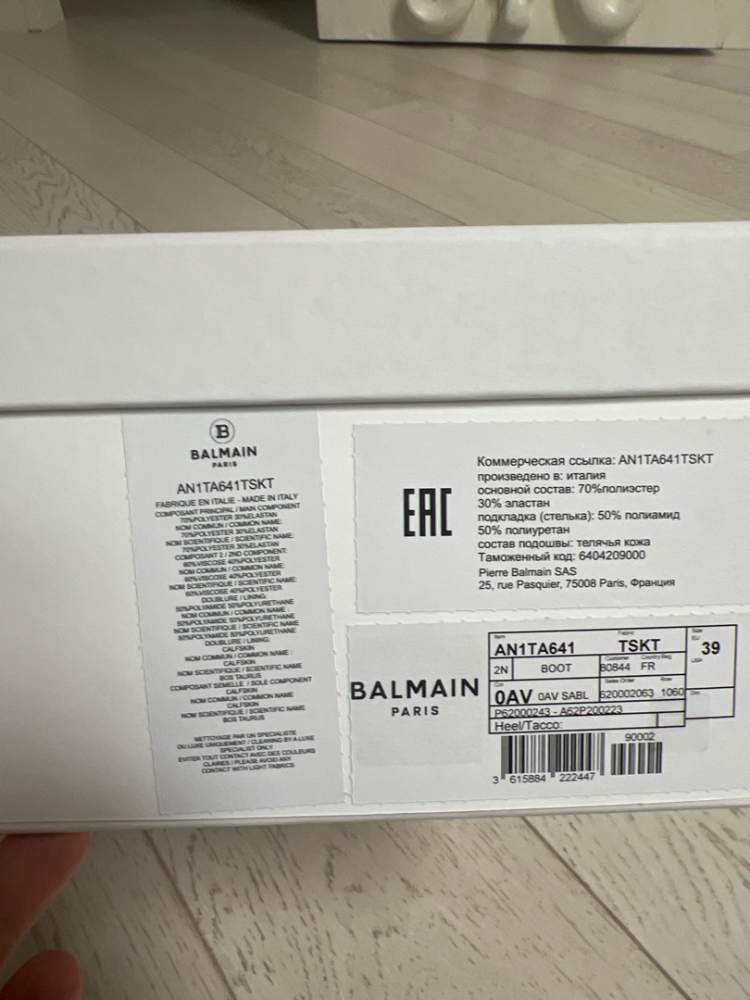 B
BALMAIN
PARIS
AN1TA641TSKT
FABRIQUE EN ITALIE - MADE IN ITALY
COMPOSANT PRINCIPAL / MAIN COMPONENT
70%POLYESTER 30%ELASTAN
NOM COMMUN / COMMON NAME:
70%POLYESTER 30%ELASTAN
NOM SCIENTIFIQUE / SCIENTIFIC NAME:
70%POLYESTER 30%ELASTAN
COMPOSANT 2 / 2ND COMPONENT:
60%VISCOSE 40%POLYESTER
NOM COMMUN / COMMON NAME:
60%VISCOSE 40%POLYESTER
NOM SCIENTIFIQUE / SCIENTIFIC NAME:
60%VISCOSE 40%POLYESTER
DOUBLURE / LINING:
50%POLYAMIDE 50%POLYURETHANE
NOM COMMUN / COMMON NAME :
50%POLYAMIDE 50%POLYURETHANE
NOM SCIENTIFIQUE / SCIENTIFIC NAME
50%POLYAMIDE 50%POLYURETHANE
DOUBLURE / LINING:
CALFSKIN
NOM COMMUN / COMMON NAME :
CALFSKIN
NOM SCIENTIFIQUE / SCIENTIFIC NAME
BOS TAURUS
COMPOSANT SEMELLE / SOLE COMPONENT
CALFSKIN
NOM COMMUN / COMMON NAME
CALFSKIN
NOM SCIENTIFIQUE / SCIENTIFIC NAME
BOS TAURUS
NETTOYAGE PAR UN SPECIALISTE
DU LUXE UNIQUEMENT / CLEANING BY A LUXE
SPECIALIST ONLY
EVITER TOUT CONTACT AVEC DES COULEURS
CLAIRES / PLEASE AVOID ANY
CONTACT WITH LIGHT FABRICS
EAC
Коммерческая ссылка: AN1TA641TSKT
произведено в: италия
основной состав: 70%полиэстер
30% эластан
подкладка (стелька): 50% полиамид
50% полиуретан
состав подошвы: телячья кожа
Таможенный код: 6404209000
Pierre Balmain SAS
25, rue Pasquier, 75008 Paris, Франция
BALMAIN
PARIS
Item
Fabric
Size
AN1TA641 TSKT
EU
39
Customer Country/Reg
2N BOOT B0844 FR
USA
Col
Sales Order Row
0AV 0AV SABL 620002063 1060
P62000243 - A62P200223
Heel/Tacco:
90002
3 615884 222447